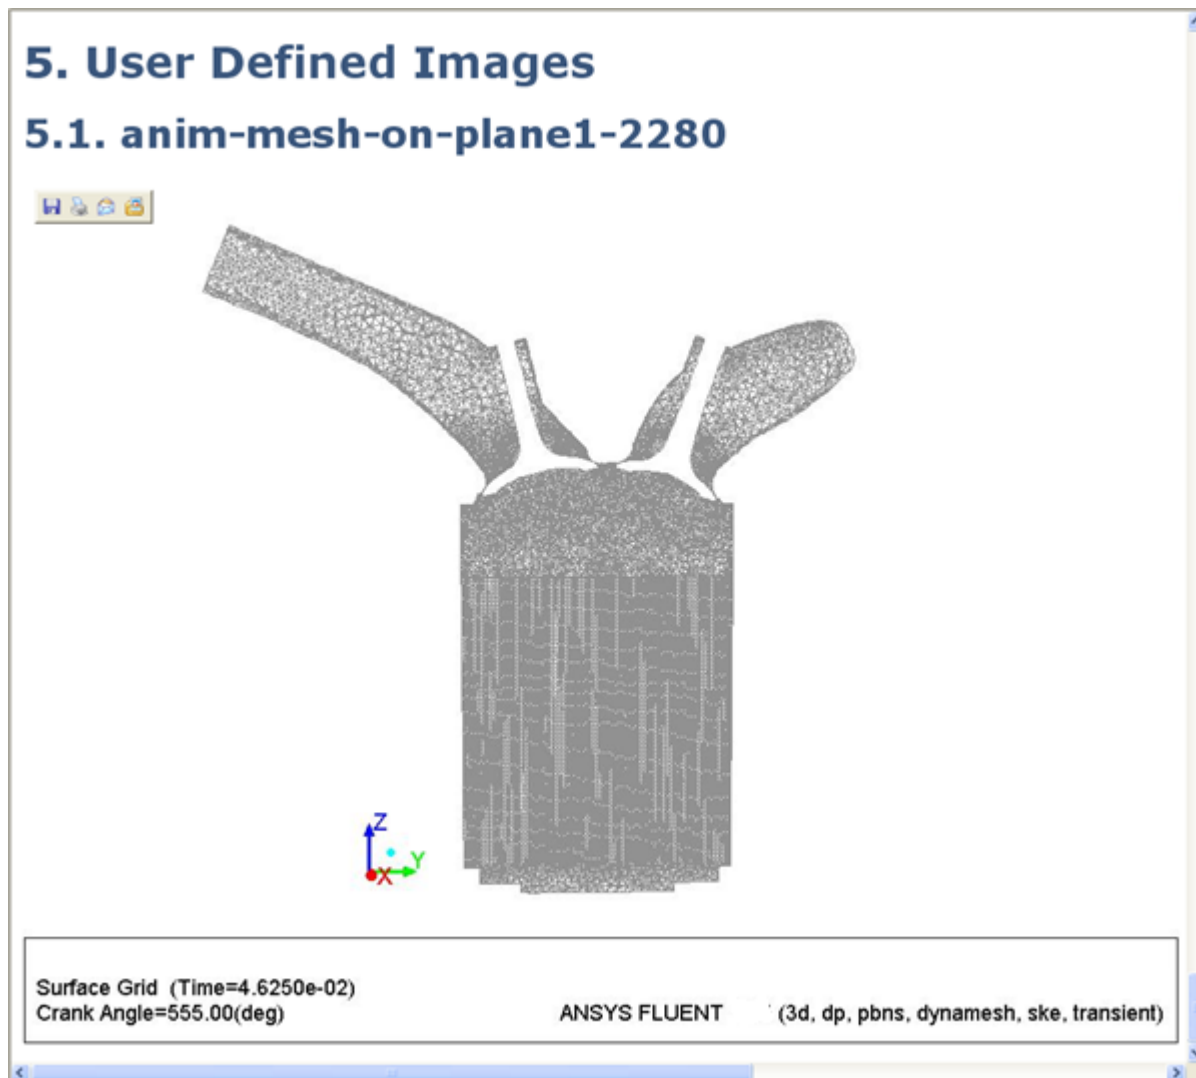 5. User Defined Images
5.1. anim-mesh-on-plane1-2280
Z
Y
X
Surface Grid (Time=4.6250e-02)
Crank Angle=555.00(deg)
ANSYS FLUENT (3d, dp, pbns, dynamesh, ske, transient)